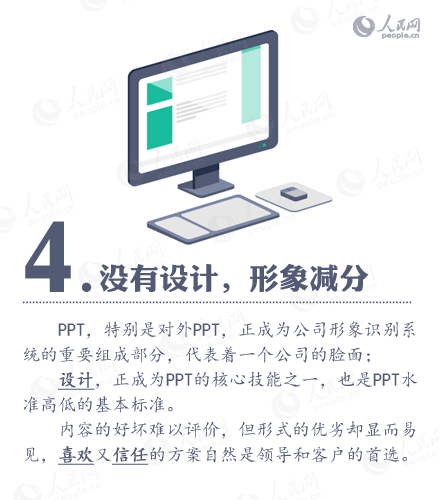 人民网
people.cn
4.没有设计，形象减分
PPT，特别是对外PPT，正成为公司形象识别系
统的重要组成部分，代表着一个公司的脸面；
设计，正成为PPT的核心技能之一，也是PPT水
准高低的基本标准。
内容的好坏难以评价，但形式的优劣却显而易
见，喜欢又信任的方案自然是领导和客户的首选。